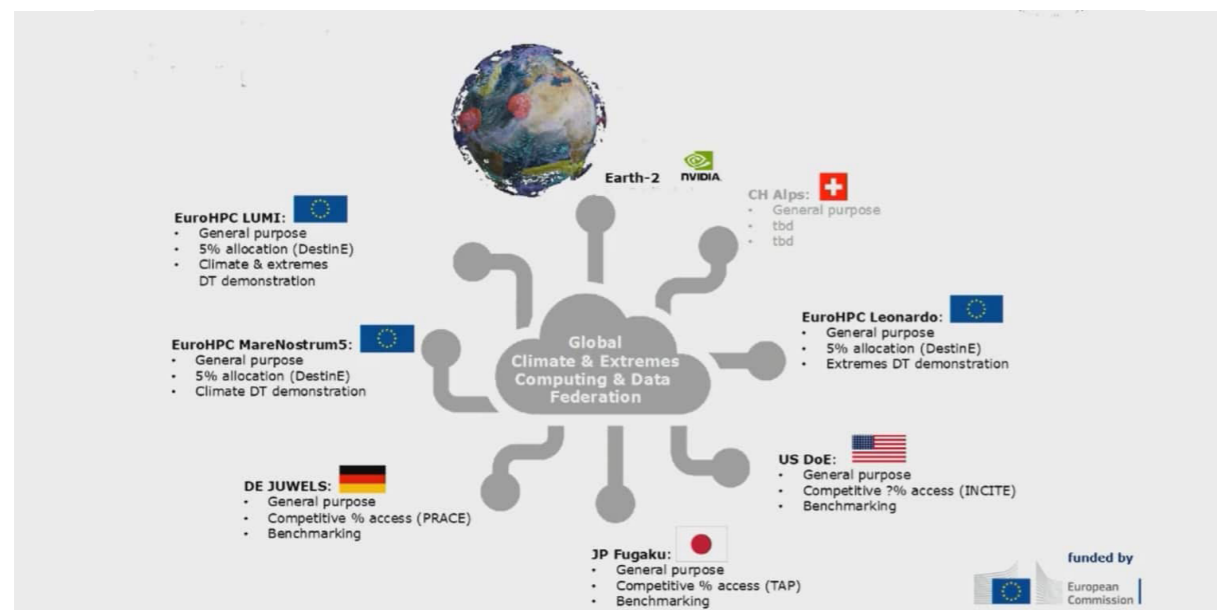 Earth-2
NVIDIA.
CH Alps:
• General purpose
• tbd
• tbd
EuroHPC LUMI:
• General purpose
• 5% allocation (DestinE)
• Climate & extremes
DT demonstration
EuroHPC Leonardo:
• General purpose
• 5% allocation (DestinE)
• Extremes DT demonstration
EuroHPC MareNostrum5:
• General purpose
• 5% allocation (DestinE)
• Climate DT demonstration
Global
Climate & Extremes
Computing & Data
Federation
US DoE:
• General purpose
• Competitive ?% access (INCITE)
• Benchmarking
DE JUWELS:
• General purpose
• Competitive % access (PRACE)
• Benchmarking
JP Fugaku:
• General purpose
• Competitive % access (TAP)
• Benchmarking
funded by
European
Commission